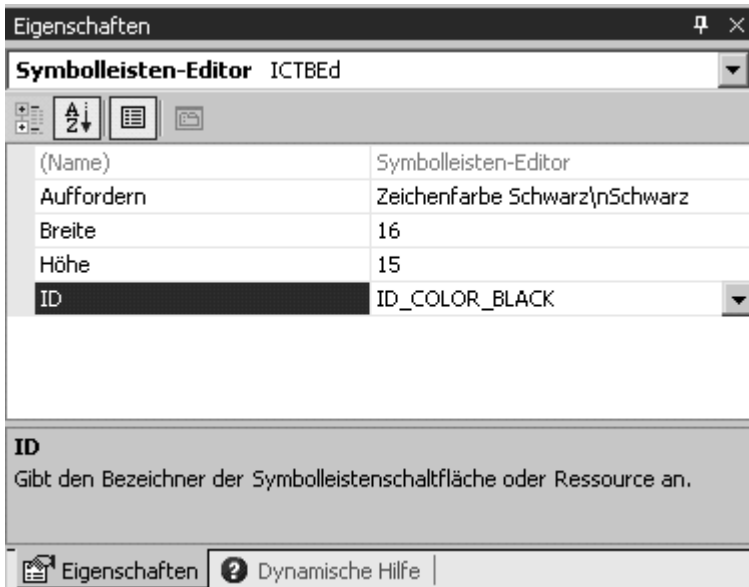 Eigenschaften
Symbolleisten-Editor ICTBEd
(Name) Symbolleisten-Editor
Auffordern Zeichenfarbe Schwarz\nSchwarz
Breite 16
Höhe 15
ID ID_COLOR_BLACK
ID
Gibt den Bezeichner der Symbolleistenschaltfläche oder Ressource an.
Eigenschaften Dynamische Hilfe